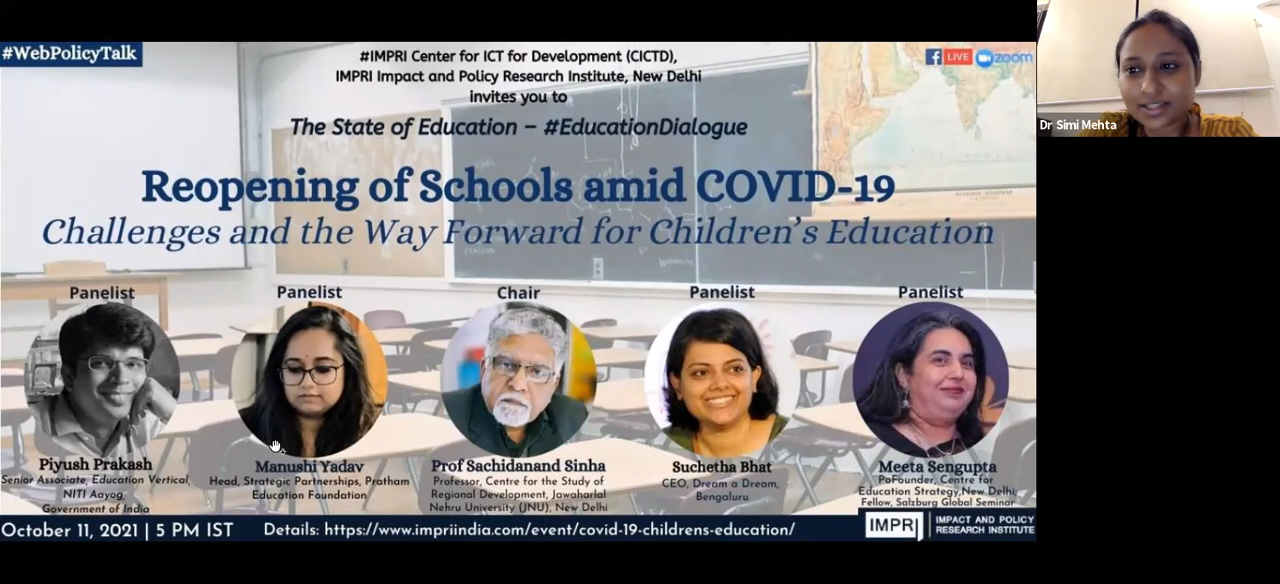 #WebPolicyTalk
#IMPRI Center for ICT for Development (CICTD),
IMPRI Impact and Policy Research Institute, New Delhi
invites you to
LIVE
zoom
The State of Education – #EducationDialogue
Reopening of Schools amid COVID-19
Challenges and the Way Forward for Children's Education
Dr Simi Mehta
Panelist
Piyush Prakash
Senior Associate, Education Vertical,
NITI Aayog,
Government of India
Panelist
Manushi Yadav
Head, Strategic Partnerships, Pratham
Education Foundation
Chair
Prof Sachidanand Sinha
Professor, Centre for the Study of
Regional Development, Jawaharlal
Nehru University (JNU), New Delhi
Panelist
Suchetha Bhat
CEO, Dream a Dream,
Bengaluru
Panelist
Meeta Sengupta
PoFounder, Centre for
Education Strategy,New Delhi;
Fellow, Salzburg Global Seminar
October 11, 2021 | 5 PM IST
Details: https://www.impriindia.com/event/covid-19-childrens-education/
IMPRI
IMPACT AND POLICY
RESEARCH INSTITUTE